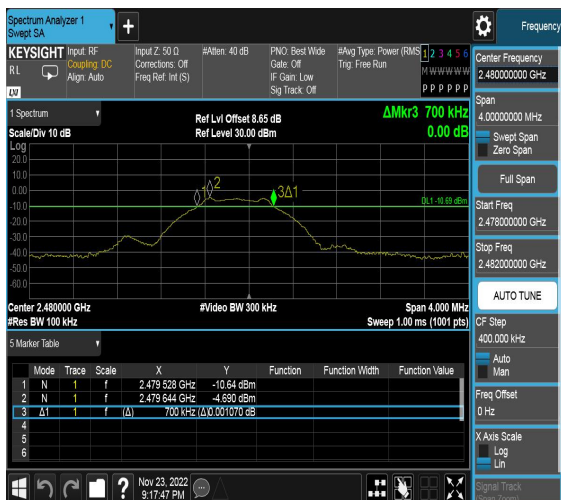 Spectrum Analyzer 1
Swept SA
+
Frequency
KEYSIGHT Input: RF Input Z: 50 Ω #Atten: 40 dB PNO: Best Wide #Avg Type: Power (RMS 1 2 3 4 5 6
RL Coupling: DC Corrections: Off Gate: Off Trig: Free Run M W W W W W
Align: Auto Freq Ref: Int (S) IF Gain: Low P P P P P P
Sig Track: Off
Center Frequency
2.480000000 GHz
Span
4.00000000 MHz
Swept Span
Zero Span
Full Span
Start Freq
2.478000000 GHz
Stop Freq
2.482000000 GHz
AUTO TUNE
CF Step
400.000 kHz
Auto
Man
Freq Offset
0 Hz
X Axis Scale
Log
Lin
Signal Track
(Span Zoom)
1 Spectrum
Ref Lvl Offset 8.65 dB ΔMkr3 700 kHz
Scale/Div 10 dB Ref Level 30.00 dBm 0.00 dB
Log
20.0
10.0
0.00
-10.0
-20.0
-30.0
-40.0
-50.0
-60.0
1 2 3Δ1
DL1 -10.69 dBm
Center 2.480000 GHz #Video BW 300 kHz Span 4.000 MHz
#Res BW 100 kHz Sweep 1.00 ms (1001 pts)
5 Marker Table
Mode Trace Scale X Y Function Function Width Function Value
1 N 1 f 2.479 528 GHz -10.64 dBm
2 N 1 f 2.479 644 GHz -4.690 dBm
3 Δ1 1 f (Δ) 700 kHz (Δ) 0.001070 dB
4
5
6
? Nov 23, 2022
9:17:47 PM